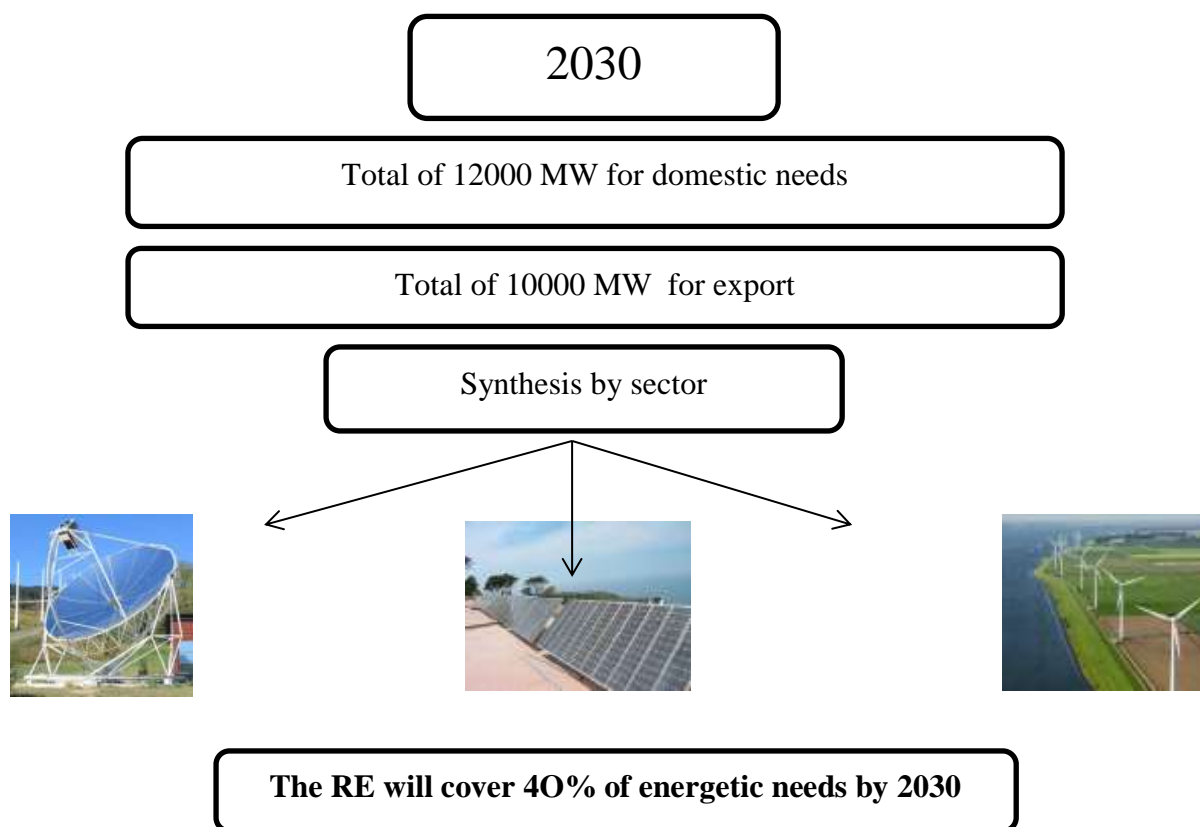 2030
Total of 12000 MW for domestic needs
Total of 10000 MW  for export
Synthesis by sector
The RE will cover 4O% of energetic needs by 2030